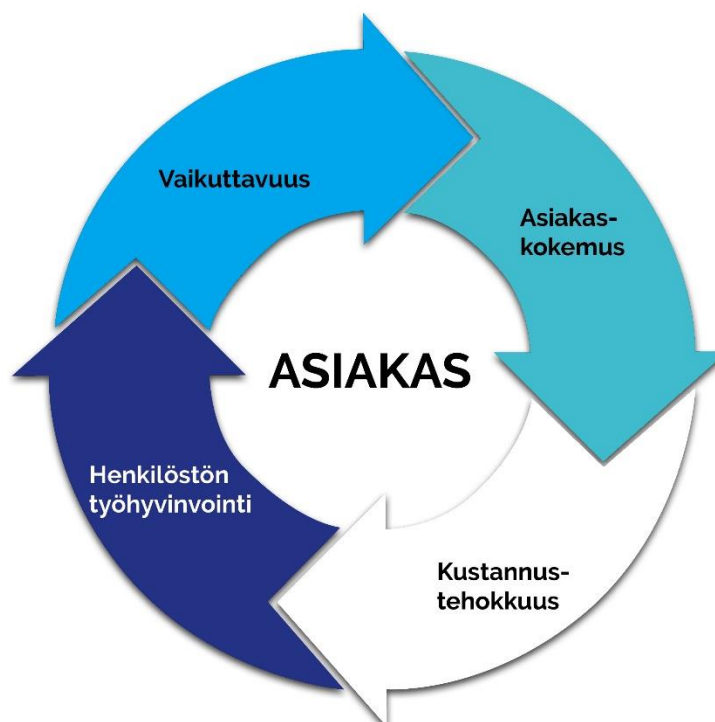 Vaikuttavuus
Asiakas-
kokemus
ASIAKAS
Henkilöstön
työhyvinvointi
Kustannus-
tehokkuus